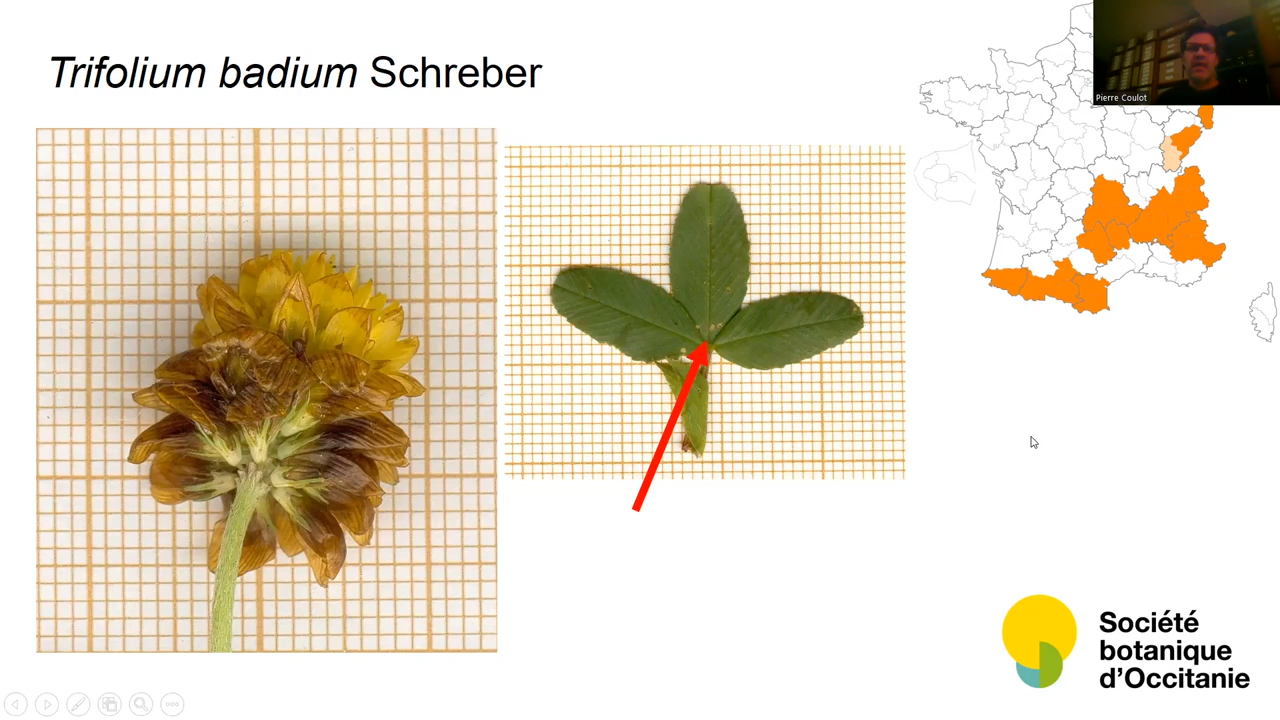 Trifolium badium Schreber
Pierre Coulot
Société
botanique
d'Occitanie